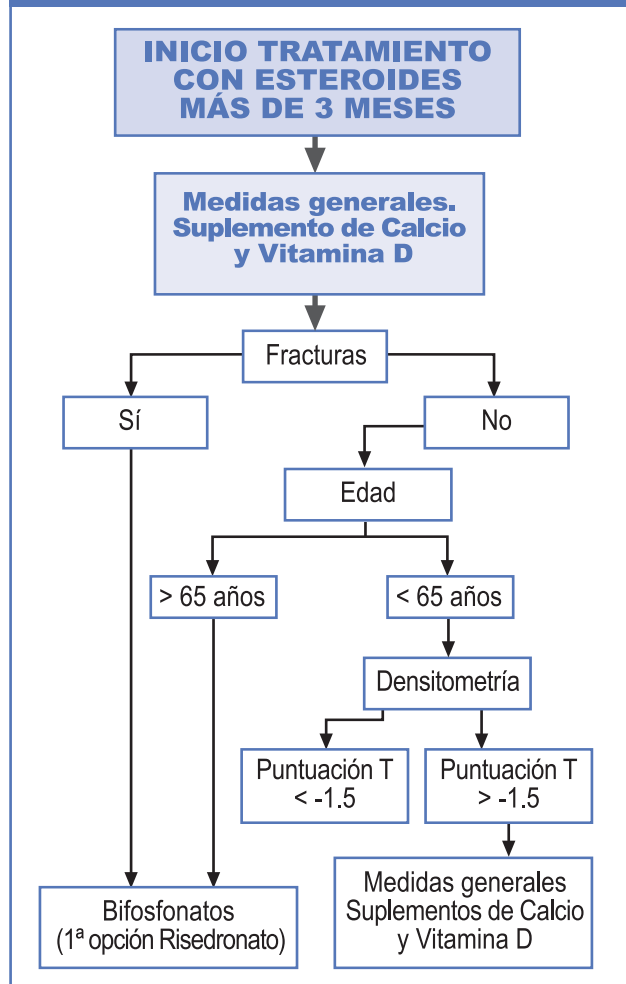 INICIO TRATAMIENTO
CON ESTEROIDES
MÁS DE 3 MESES
Medidas generales.
Suplemento de Calcio
y Vitamina D
Fracturas
Sí
No
Edad
> 65 años
< 65 años
Densitometría
Puntuación T
< -1.5
Puntuación T
> -1.5
Bifosfonatos
(1ª opción Risedronato)
Medidas generales
Suplementos de Calcio
y Vitamina D